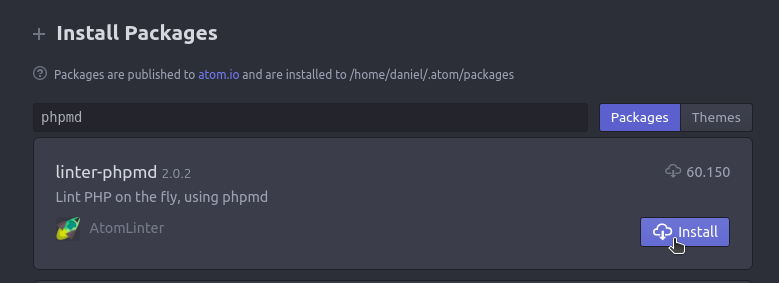 Install Packages
Packages are published to atom.io and are installed to /home/daniel/.atom/packages
phpmd
Packages Themes
linter-phpmd 2.0.2
60.150
Lint PHP on the fly, using phpmd
AtomLinter
Install